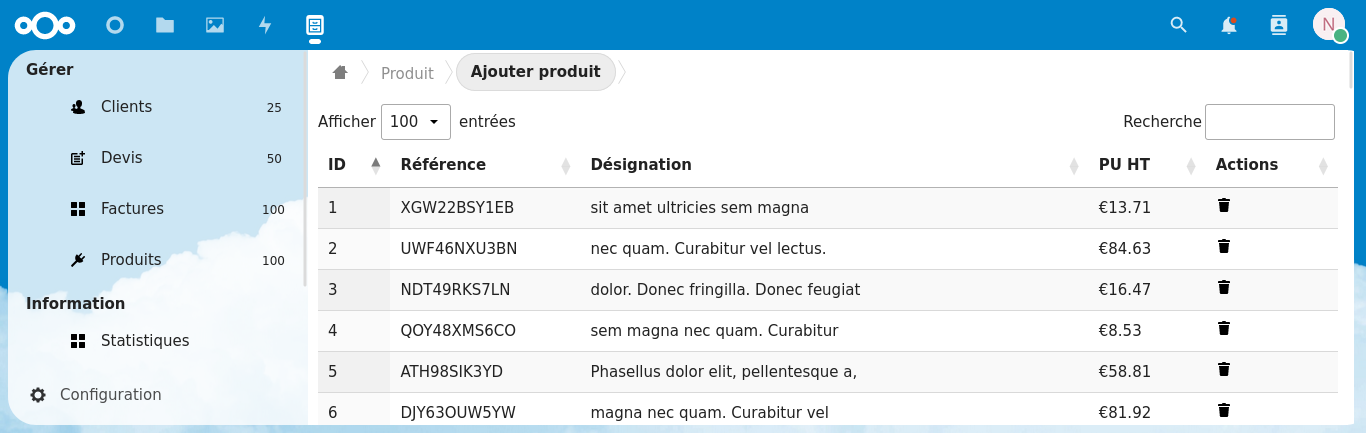 N
Gérer
Clients 25
Devis 50
Factures 100
Produits 100
Information
Statistiques
Configuration
Produit Ajouter produit
Afficher 100 entrées Recherche
ID Référence Désignation PU HT Actions
1 XGW22BSY1EB sit amet ultricies sem magna €13.71
2 UWF46NXU3BN nec quam. Curabitur vel lectus. €84.63
3 NDT49RKS7LN dolor. Donec fringilla. Donec feugiat €16.47
4 QOY48XMS6CO sem magna nec quam. Curabitur €8.53
5 ATH98SIK3YD Phasellus dolor elit, pellentesque a, €58.81
6 DJY63OUW5YW magna nec quam. Curabitur vel €81.92